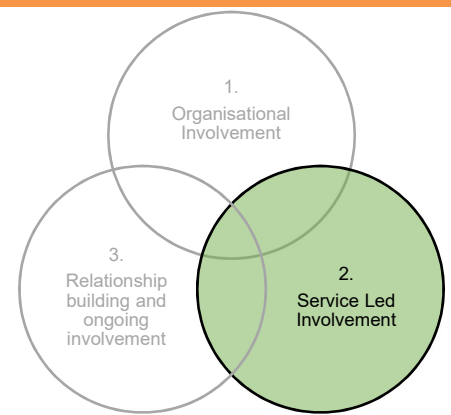 1.
Organisational
Involvement
3.
Relationship
building and
ongoing
involvement
2.
Service Led
Involvement